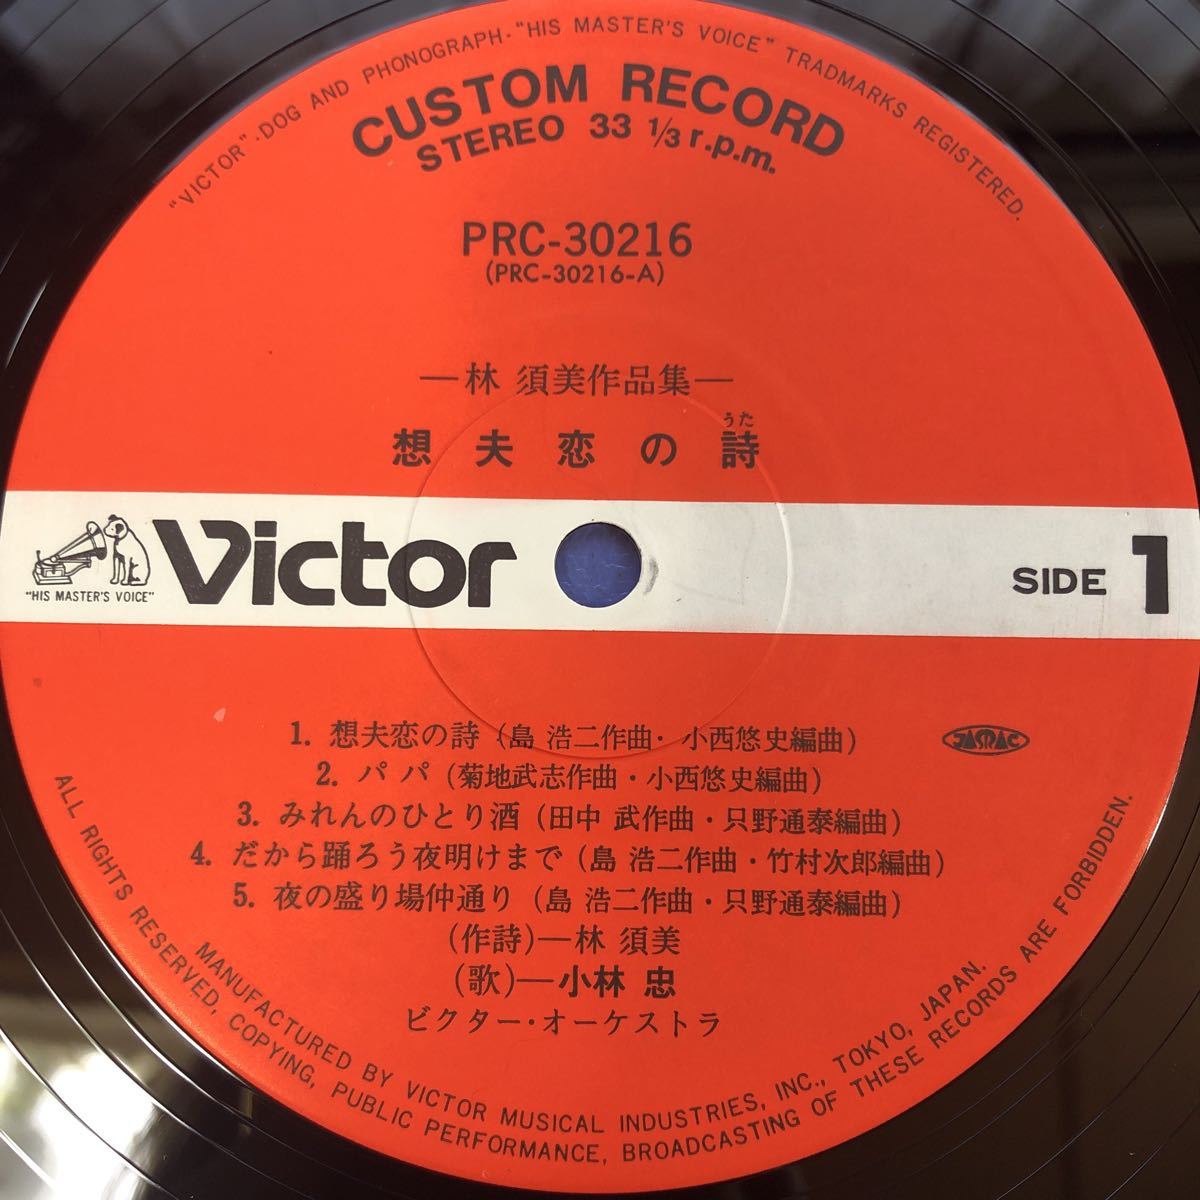 "VICTOR"-DOG AND PHONOGRAPH-"HIS MASTER'S VOICE" TRADMARKS REGISTERED.
CUSTOM RECORD
STEREO 33 1/3 r.p.m.
PRC-30216
(PRC-30216-A)
—林 須美作品集—
うた
想夫恋の詩
"HIS MASTER'S VOICE"
Victor
SIDE 1
1. 想夫恋の詩 (島 浩二作曲・小西悠史編曲)
JASRAC
2. パパ (菊地武志作曲・小西悠史編曲)
3. みれんのひとり酒 (田中 武作曲・只野通泰編曲)
4. だから踊ろう夜明けまで (島 浩二作曲・竹村次郎編曲)
5. 夜の盛り場仲通り (島 浩二作曲・只野通泰編曲)
(作詩)—林 須美
(歌)—小林 忠
ビクター・オーケストラ
MANUFACTURED BY VICTOR MUSICAL INDUSTRIES, INC., TOKYO, JAPAN.
ALL RIGHTS RESERVED, COPYING, PUBLIC PERFORMANCE, BROADCASTING OF THESE RECORDS ARE FORBIDDEN.